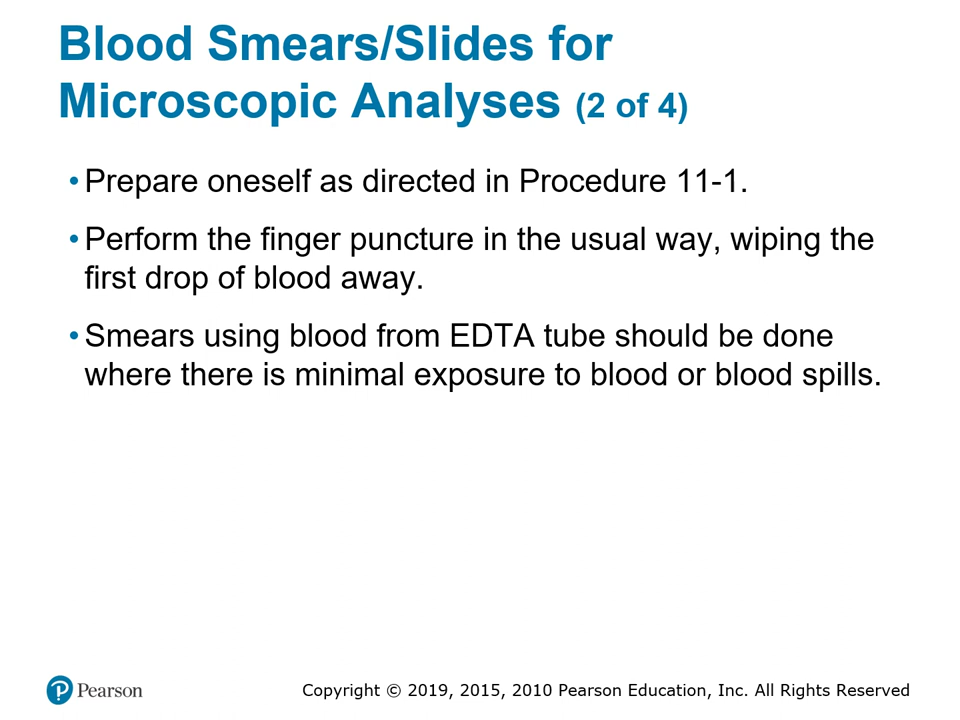 Blood Smears/Slides for
Microscopic Analyses (2 of 4)
• Prepare oneself as directed in Procedure 11-1.
• Perform the finger puncture in the usual way, wiping the
first drop of blood away.
• Smears using blood from EDTA tube should be done
where there is minimal exposure to blood or blood spills.
Pearson
Copyright © 2019, 2015, 2010 Pearson Education, Inc. All Rights Reserved